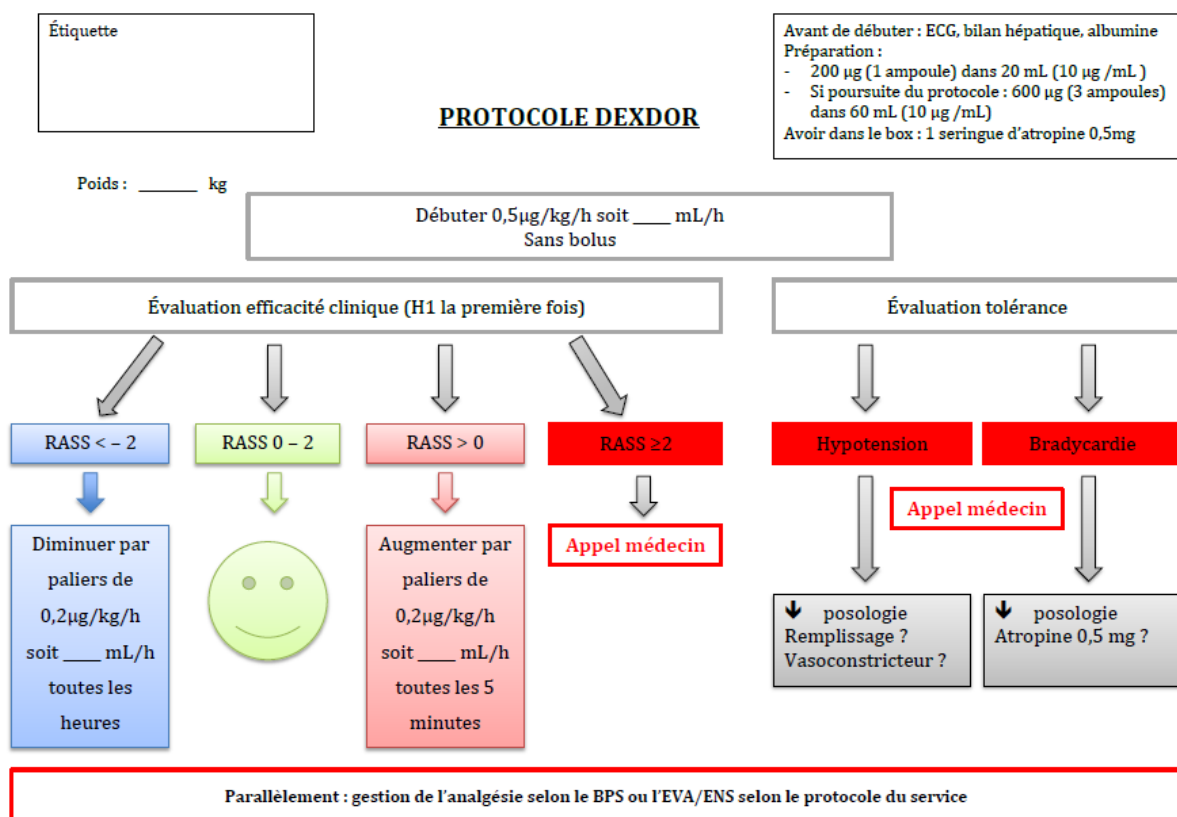 Étiquette
Avant de débuter : ECG, bilan hépatique, albumine
Préparation :
- 200 µg (1 ampoule) dans 20 mL (10 µg /mL )
- Si poursuite du protocole : 600 µg (3 ampoules)
dans 60 mL (10 µg /mL)
Avoir dans le box : 1 seringue d'atropine 0,5mg
PROTOCOLE DEXDOR
Poids : _______ kg
Débuter 0,5µg/kg/h soit ____ mL/h
Sans bolus
Évaluation efficacité clinique (H1 la première fois)
Évaluation tolérance
RASS < – 2
RASS 0 – 2
RASS > 0
RASS ≥2
Hypotension
Bradycardie
Appel médecin
Diminuer par
paliers de
0,2µg/kg/h
soit ____ mL/h
toutes les
heures
Augmenter par
paliers de
0,2µg/kg/h
soit ____ mL/h
toutes les 5
minutes
Appel médecin
🡻 posologie
Remplissage ?
Vasoconstricteur ?
🡻 posologie
Atropine 0,5 mg ?
Parallèlement : gestion de l'analgésie selon le BPS ou l'EVA/ENS selon le protocole du service